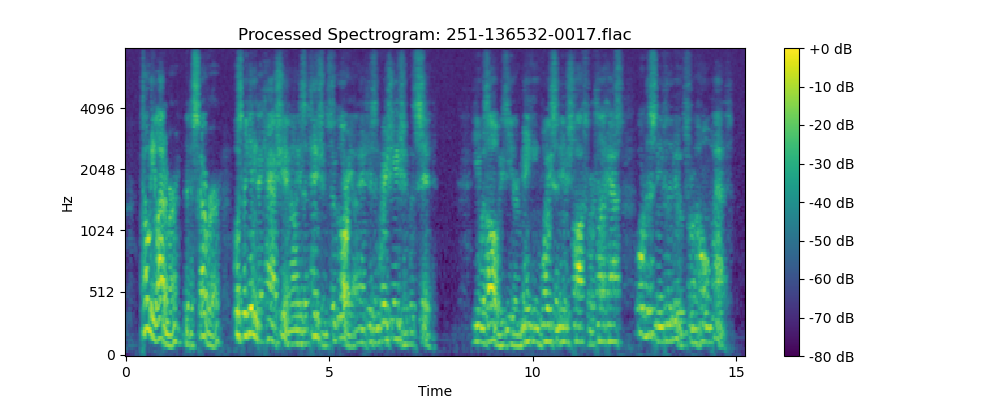 Processed Spectrogram: 251-136532-0017.flac
+0 dB
4096
-10 dB
-20 dB
2048
-30 dB
Hz
1024
-40 dB
-50 dB
512
-60 dB
-70 dB
0
-80 dB
0 5 10 15
Time